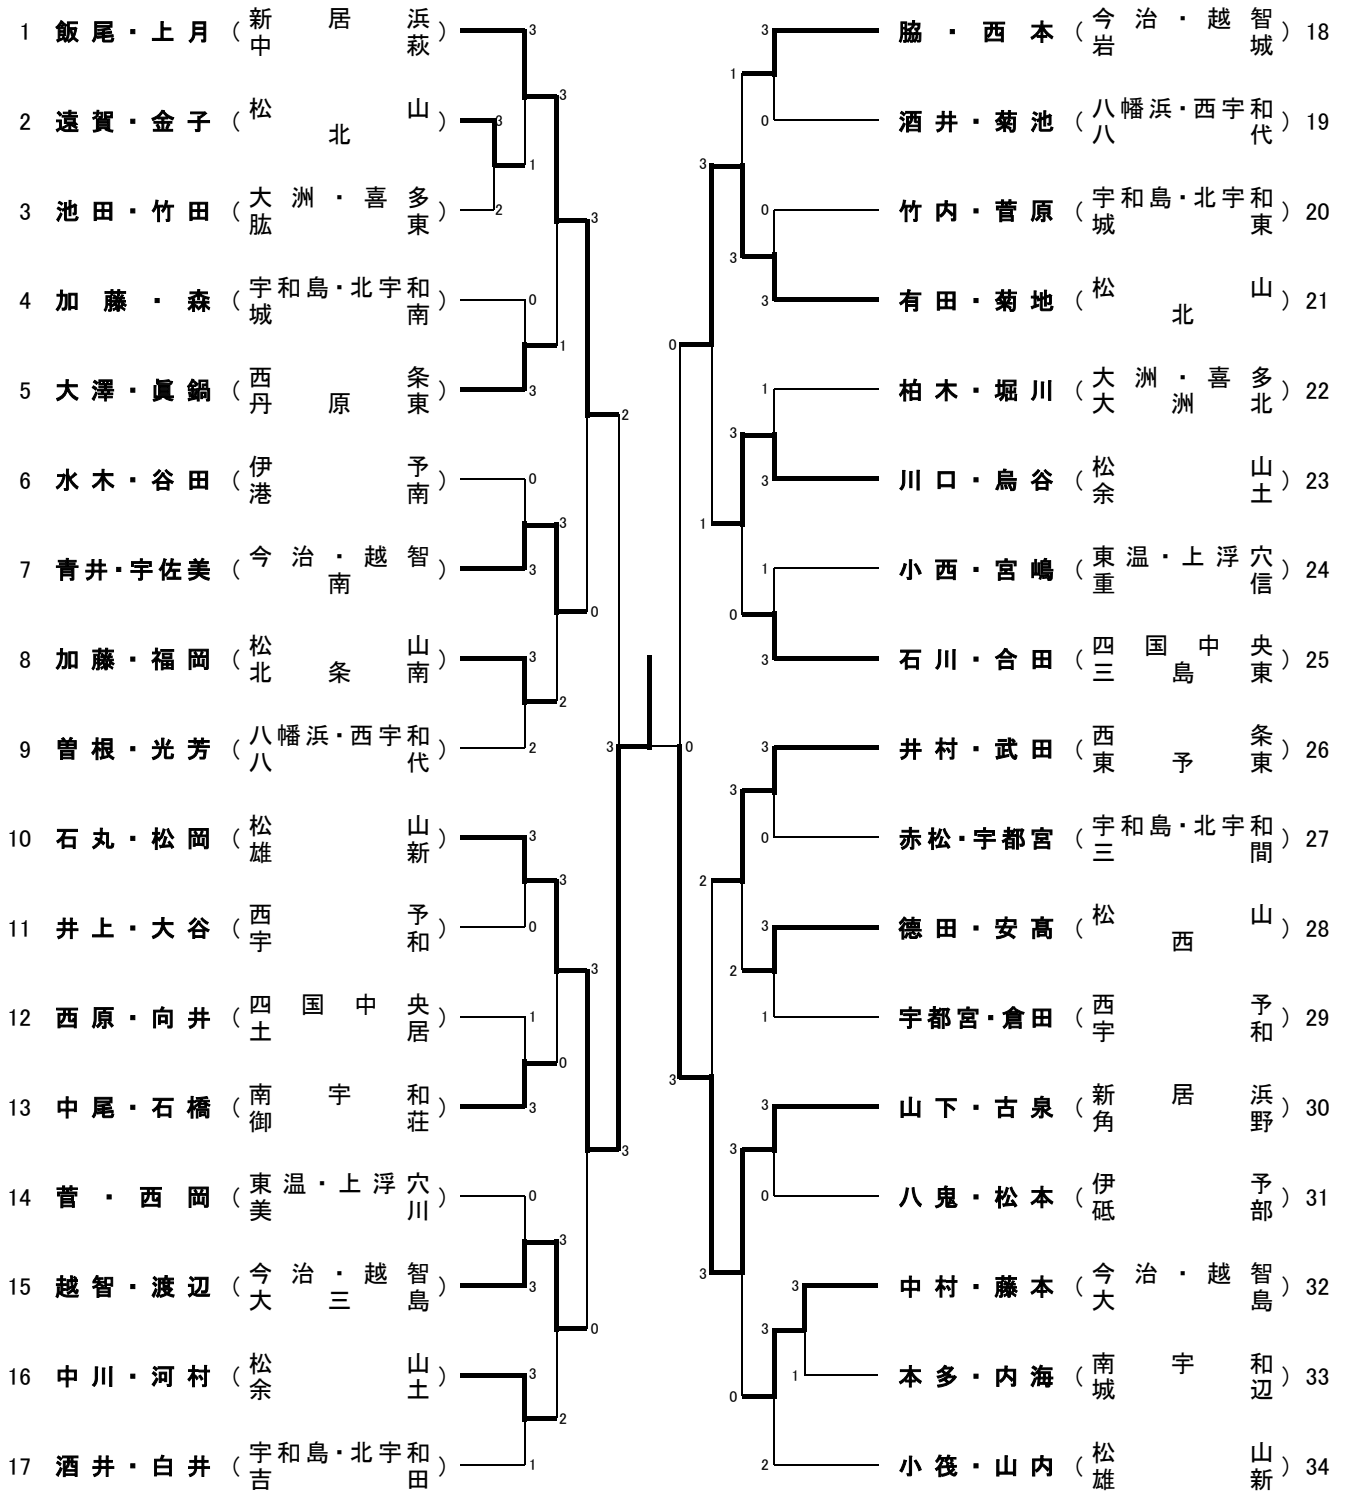 1 飯尾・上月 (新居浜 中萩) 3
3
2 遠賀・金子 (松山 北) 3
1
3 池田・竹田 (大洲・喜多 肱東) 2
3
4 加藤・森 (宇和島・北宇和 城南) 0
1
5 大澤・眞鍋 (西条 丹原東) 3
2
6 水木・谷田 (伊予 港南) 0
3
7 青井・宇佐美 (今治・越智 南) 3
0
8 加藤・福岡 (松山 北条南) 3
2
9 曽根・光芳 (八幡浜・西宇和 八代) 2
3
10 石丸・松岡 (松山 雄新) 3
3
11 井上・大谷 (西予 宇和) 0
3
12 西原・向井 (四国中央 土居) 1
0
13 中尾・石橋 (南宇和 御荘) 3
3
14 菅・西岡 (東温・上浮穴 美川) 0
3
15 越智・渡辺 (今治・越智 大三島) 3
0
16 中川・河村 (松山 余土) 3
2
17 酒井・白井 (宇和島・北宇和 吉田) 1
3 脇・西本 (今治・越智 岩城) 18
1
0 酒井・菊池 (八幡浜・西宇和 八代) 19
3
0 竹内・菅原 (宇和島・北宇和 城東) 20
3
3 有田・菊地 (松山 北) 21
0
1 柏木・堀川 (大洲・喜多 大洲北) 22
3
3 川口・鳥谷 (松山 余土) 23
1
1 小西・宮嶋 (東温・上浮穴 重信) 24
0
3 石川・合田 (四国中央 三島東) 25
0
3 井村・武田 (西条 東予東) 26
3
0 赤松・宇都宮 (宇和島・北宇和 三間) 27
2
3 德田・安髙 (松山 西) 28
2
1 宇都宮・倉田 (西予 宇和) 29
3
3 山下・古泉 (新居浜 角野) 30
3
0 八鬼・松本 (伊予 砥部) 31
3
3 中村・藤本 (今治・越智 大島) 32
3
1 本多・内海 (南宇和 城辺) 33
0
2 小筏・山内 (松山 雄新) 34